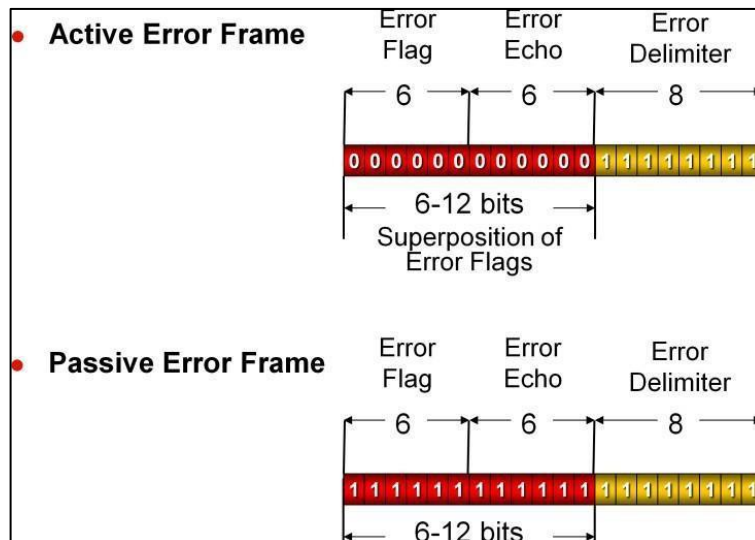 • Active Error Frame
Error Flag
Error Echo
Error Delimiter
6 6 8
0 0 0 0 0 0 0 0 0 0 0 0 1 1 1 1 1 1 1 1
6-12 bits
Superposition of
Error Flags
• Passive Error Frame
Error Flag
Error Echo
Error Delimiter
6 6 8
1 1 1 1 1 1 1 1 1 1 1 1 1 1 1 1 1 1 1 1
6-12 bits